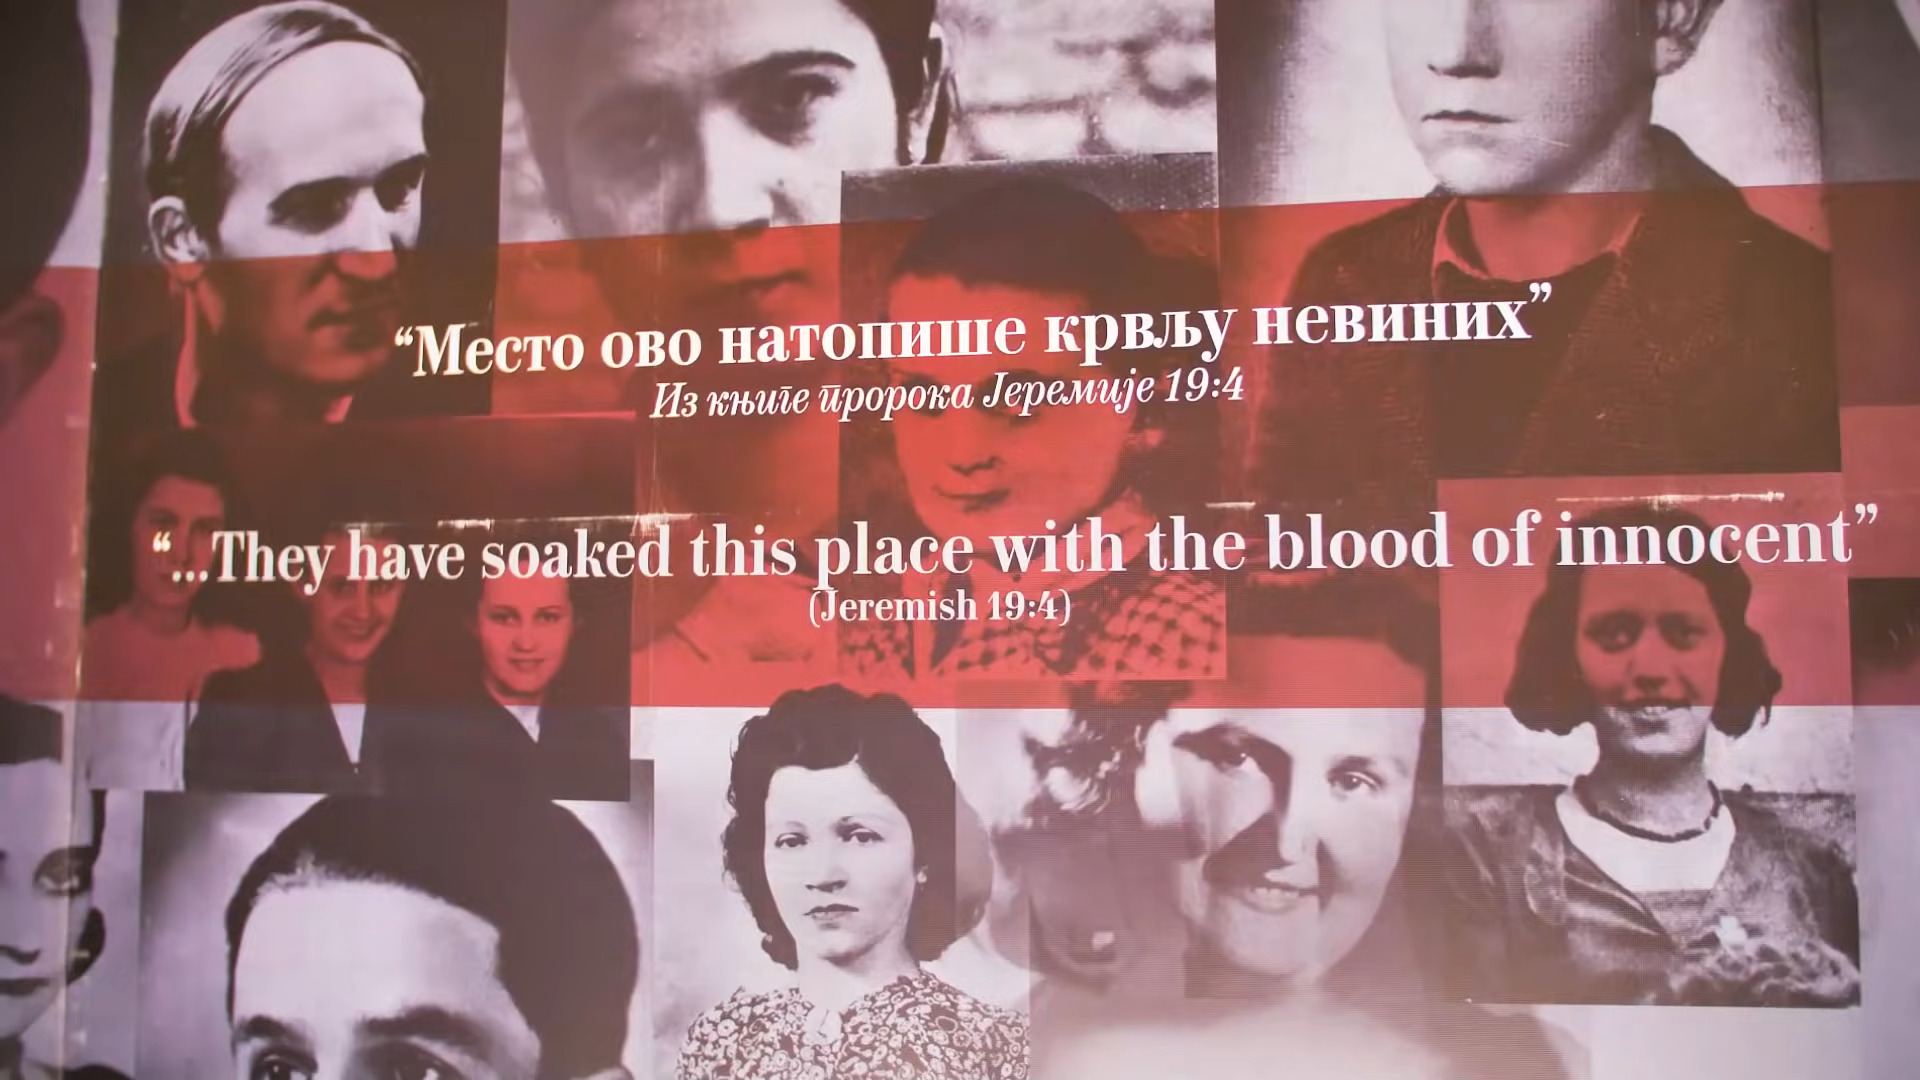 “Место ово натопише крвљу невиних”
Из књиге пророка Јеремије 19:4
“...They have soaked this place with the blood of innocent”
(Jeremish 19:4)